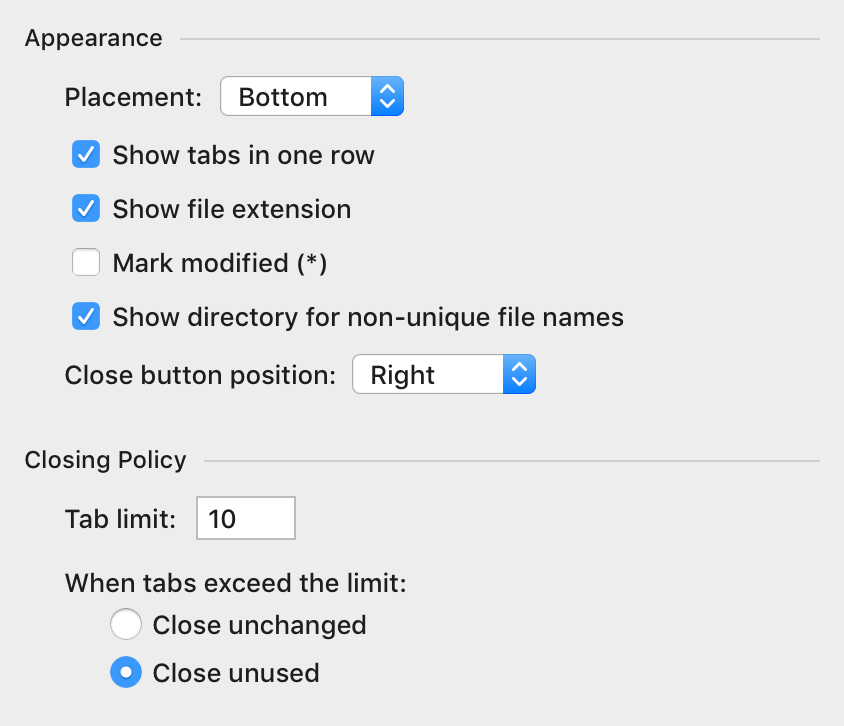 Appearance
Placement: Bottom
Show tabs in one row
Show file extension
Mark modified (*)
Show directory for non-unique file names
Close button position: Right
Closing Policy
Tab limit: 10
When tabs exceed the limit:
Close unchanged
Close unused